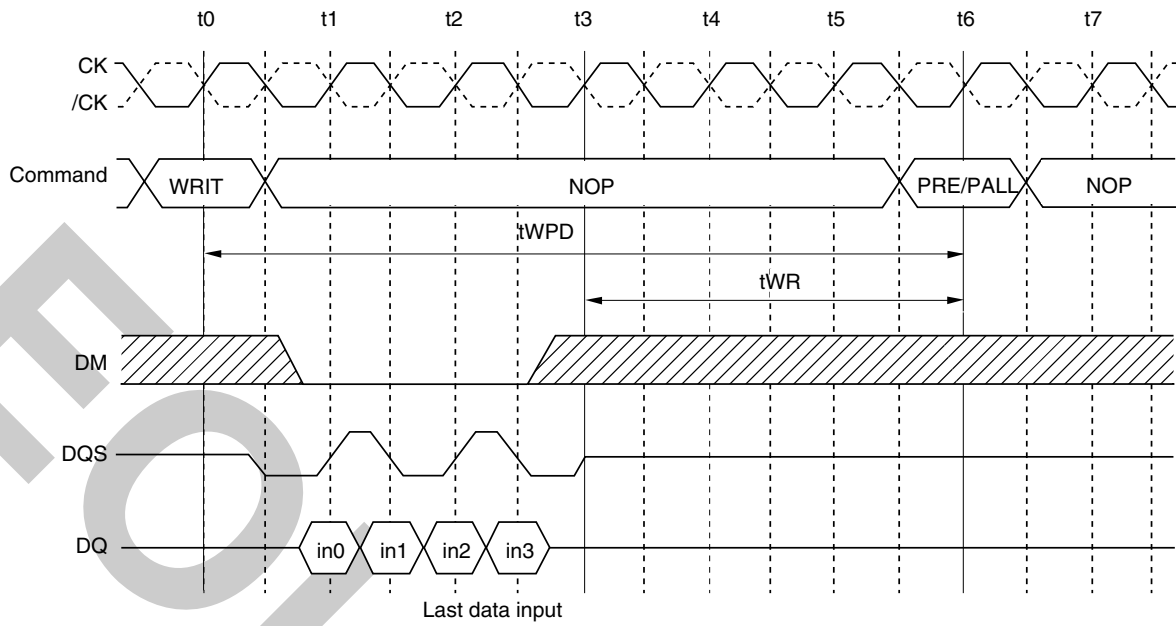 t0 t1 t2 t3 t4 t5 t6 t7
CK
/CK
Command WRIT NOP PRE/PALL NOP
tWPD
tWR
DM
DQS
DQ in0 in1 in2 in3
Last data input